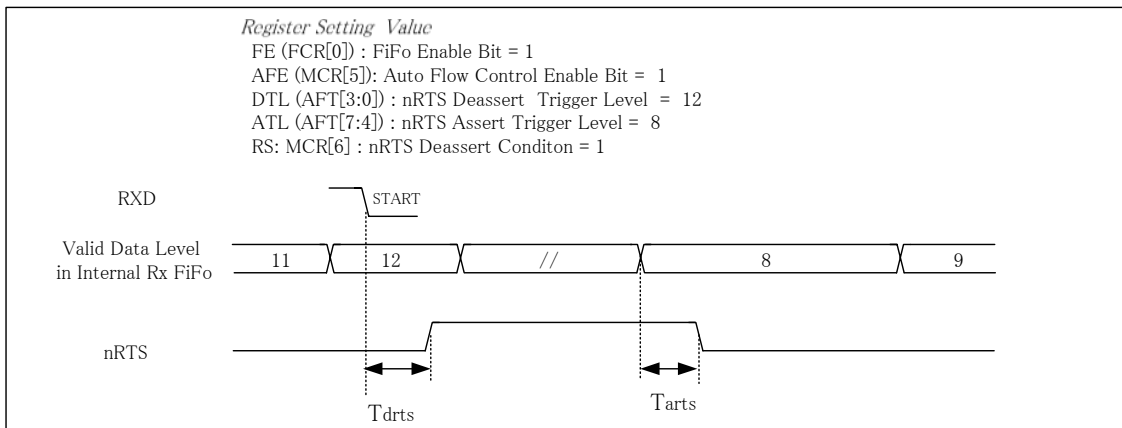 Register Setting Value
FE (FCR[0]) : FiFo Enable Bit = 1
AFE (MCR[5]): Auto Flow Control Enable Bit = 1
DTL (AFT[3:0]) : nRTS Deassert Trigger Level = 12
ATL (AFT[7:4]) : nRTS Assert Trigger Level = 8
RS: MCR[6] : nRTS Deassert Conditon = 1
RXD
START
Valid Data Level
in Internal Rx FiFo
11
12
//
8
9
nRTS
Tdrts
Tarts